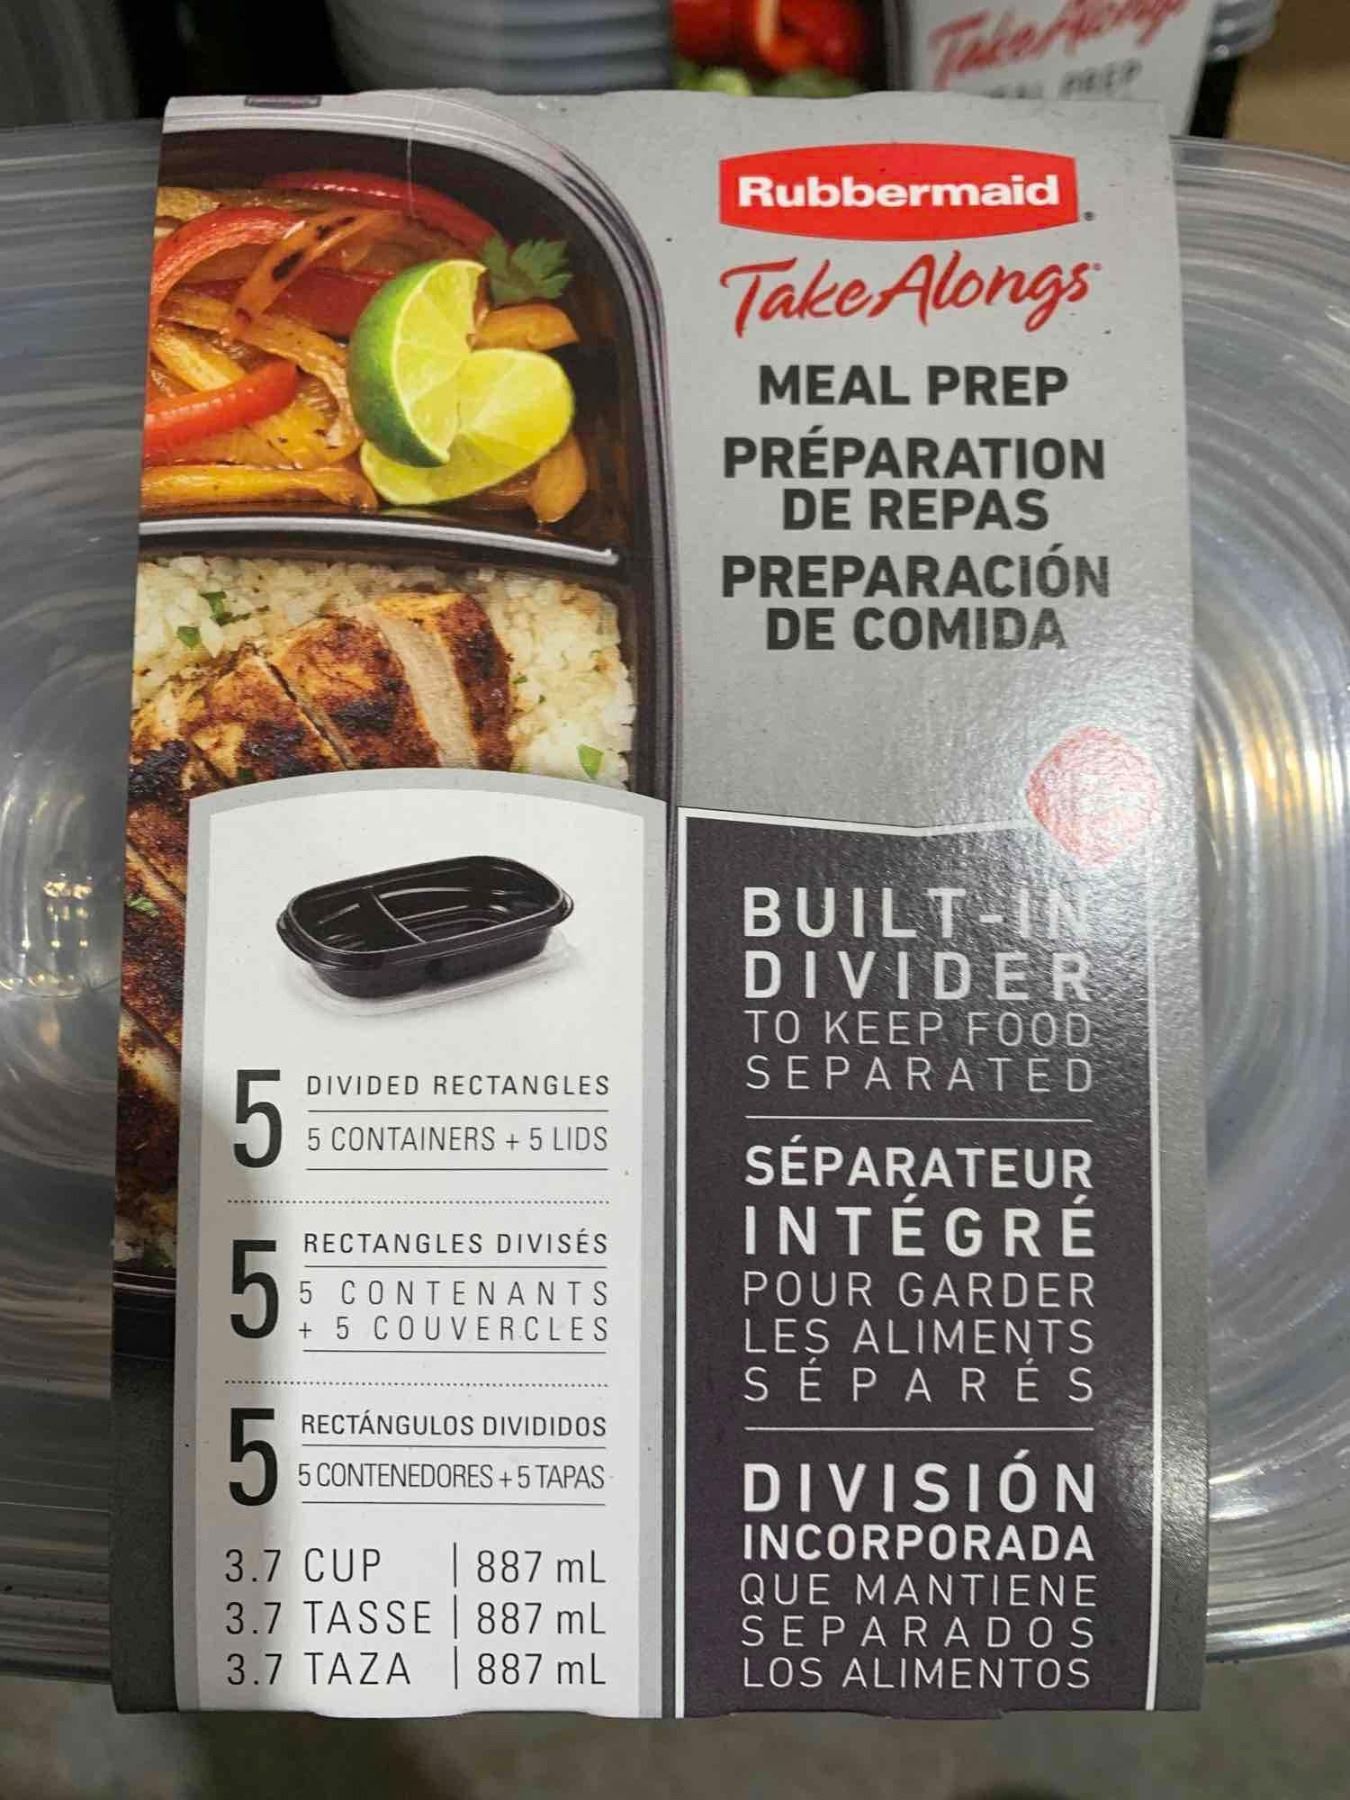 TakeAlongs
MEAL PREP
Rubbermaid
TakeAlongs
MEAL PREP
PRÉPARATION
DE REPAS
PREPARACIÓN
DE COMIDA
BUILT-IN
DIVIDER
TO KEEP FOOD
SEPARATED
SÉPARATEUR
INTÉGRÉ
POUR GARDER
LES ALIMENTS
SÉPARÉS
DIVISIÓN
INCORPORADA
QUE MANTIENE
SEPARADOS
LOS ALIMENTOS
5 DIVIDED RECTANGLES
5 CONTAINERS + 5 LIDS
5 RECTANGLES DIVISÉS
5 CONTENANTS
+ 5 COUVERCLES
5 RECTÁNGULOS DIVIDIDOS
5 CONTENEDORES + 5 TAPAS
3.7 CUP | 887 mL
3.7 TASSE | 887 mL
3.7 TAZA | 887 mL